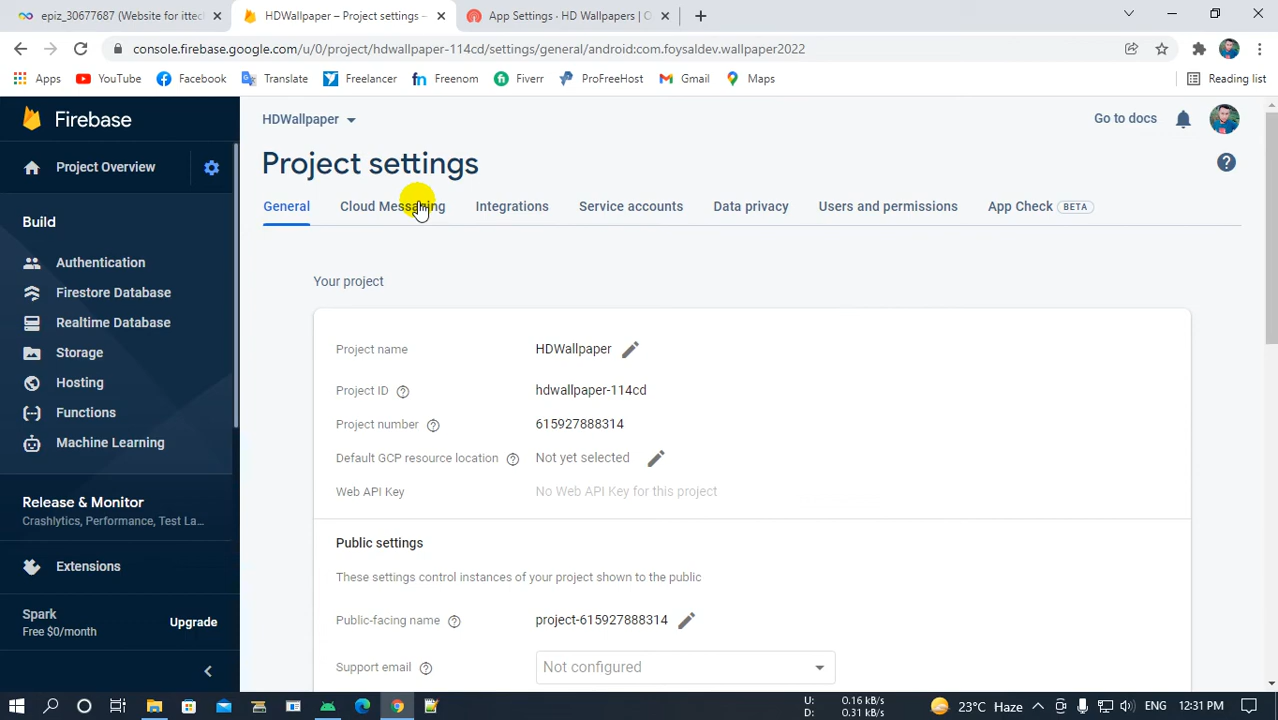 epiz_30677687 (Website for ittech
HDWallpaper – Project settings –
App Settings · HD Wallpapers | O
console.firebase.google.com/u/0/project/hdwallpaper-114cd/settings/general/android:com.foysaldev.wallpaper2022
Apps YouTube Facebook Translate Freelancer Freenom Fiverr ProFreeHost Gmail Maps Reading list
Firebase
HDWallpaper
Go to docs
Project Overview
Project settings
General Cloud Messaging Integrations Service accounts Data privacy Users and permissions App Check BETA
Build
Authentication
Firestore Database
Realtime Database
Storage
Hosting
Functions
Machine Learning
Release & Monitor
Crashlytics, Performance, Test La...
Extensions
Spark
Free $0/month
Upgrade
Your project
Project name HDWallpaper
Project ID hdwallpaper-114cd
Project number 615927888314
Default GCP resource location Not yet selected
Web API Key No Web API Key for this project
Public settings
These settings control instances of your project shown to the public
Public-facing name project-615927888314
Support email Not configured
U: 0.16 kB/s
D: 0.31 kB/s
23°C Haze
ENG 12:31 PM